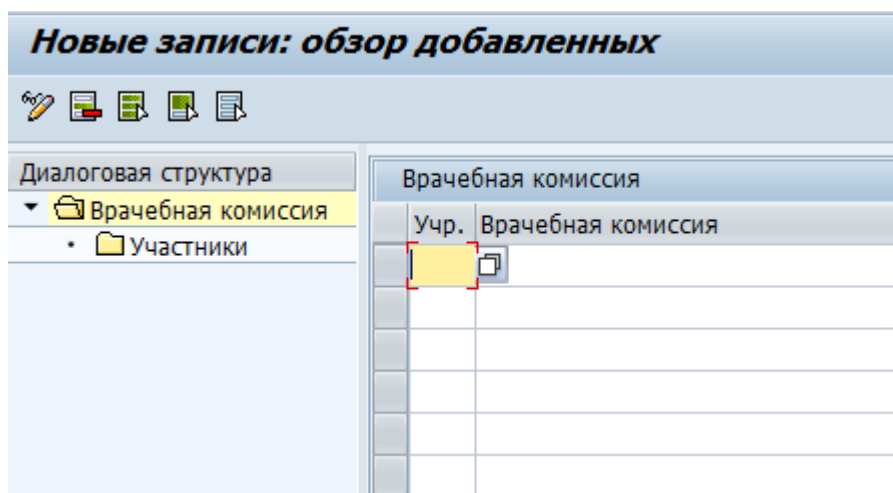 Новые записи: обзор добавленных
Диалоговая структура
Врачебная комиссия
Участники
Врачебная комиссия
Учр. Врачебная комиссия